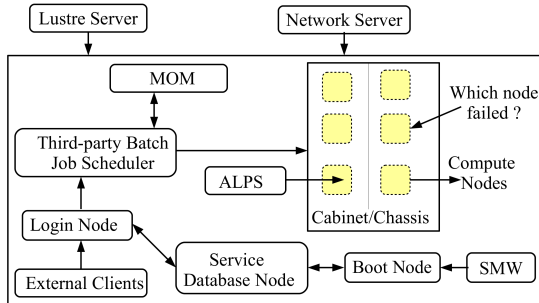 Lustre Server
Network Server
MOM
Which node
failed ?
Third-party Batch
Job Scheduler
ALPS
Compute
Nodes
Cabinet/Chassis
Login Node
Service
Database Node
Boot Node
SMW
External Clients